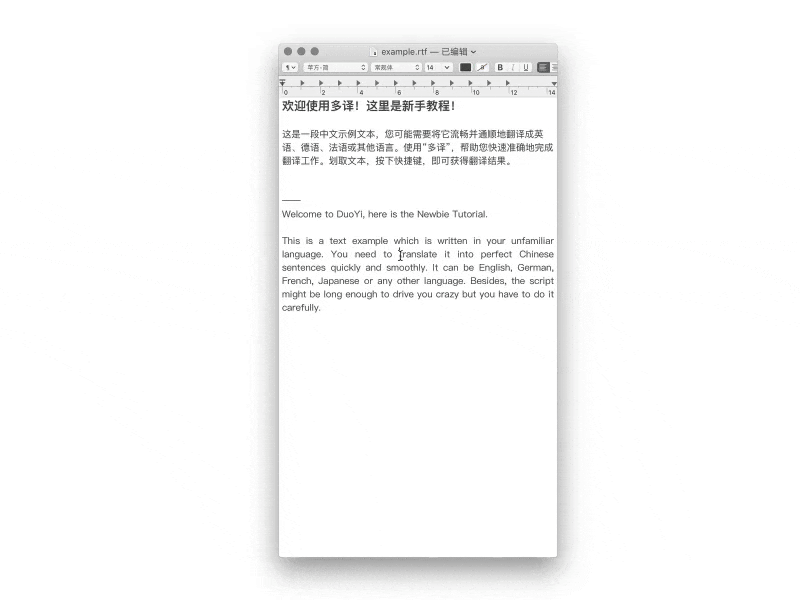 example.rtf — 已编辑
¶ 苹方-简 常规体 14 a B I U
0 2 4 6 8 10 12 14
欢迎使用多译！这里是新手教程！
这是一段中文示例文本，您可能需要将它流畅并通顺地翻译成英
语、德语、法语或其他语言。使用“多译”，帮助您快速准确地完成
翻译工作。划取文本，按下快捷键，即可获得翻译结果。
——
Welcome to DuoYi, here is the Newbie Tutorial.
This is a text example which is written in your unfamiliar
language. You need to translate it into perfect Chinese
sentences quickly and smoothly. It can be English, German,
French, Japanese or any other language. Besides, the script
might be long enough to drive you crazy but you have to do it
carefully.